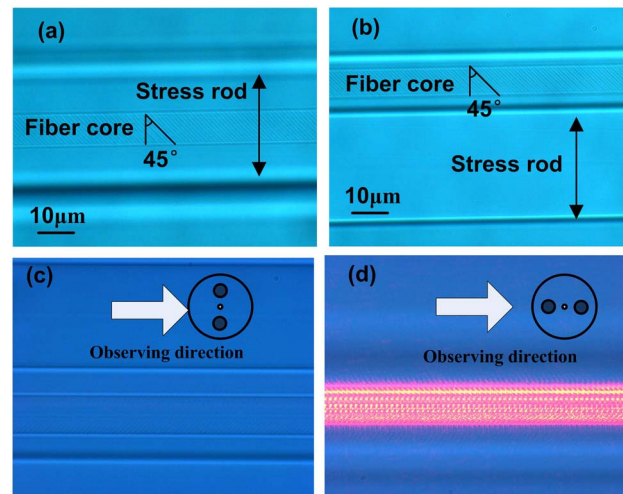 (a)
Stress rod
Fiber core
45°
10μm
(b)
Fiber core
45°
Stress rod
10μm
(c)
Observing direction
(d)
Observing direction